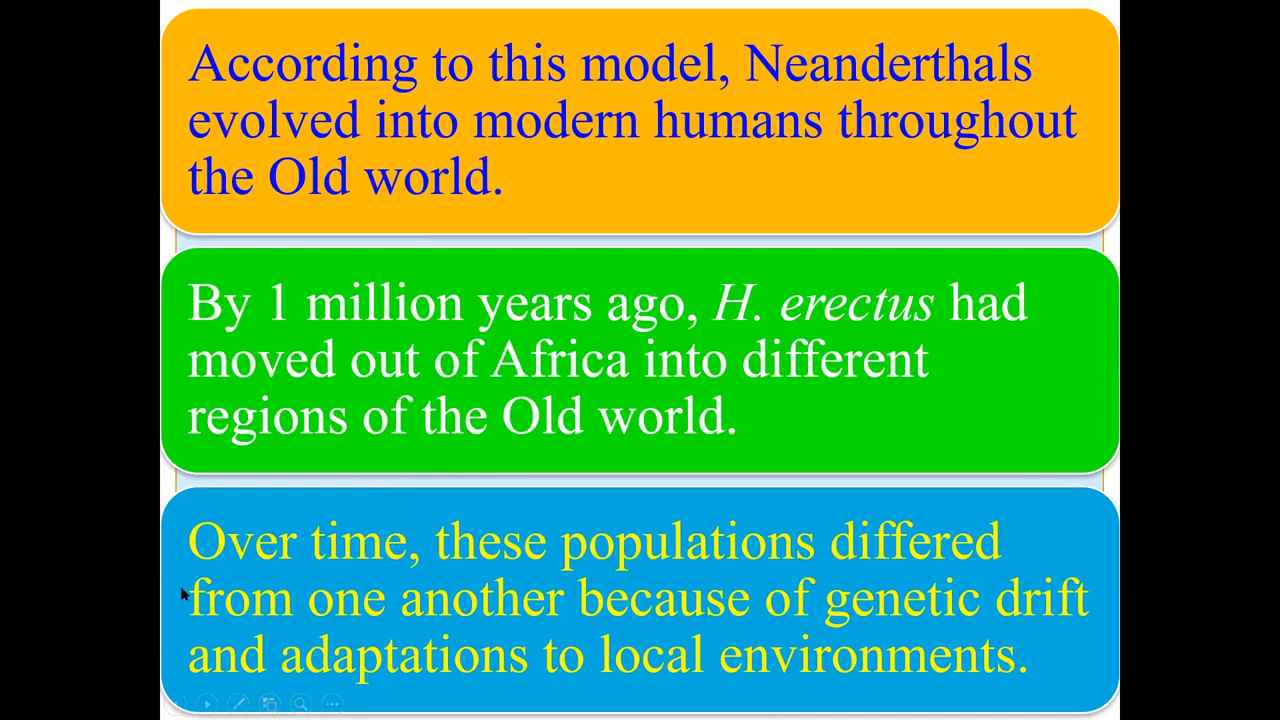 According to this model, Neanderthals
evolved into modern humans throughout
the Old world.
By 1 million years ago, H. erectus had
moved out of Africa into different
regions of the Old world.
Over time, these populations differed
from one another because of genetic drift
and adaptations to local environments.